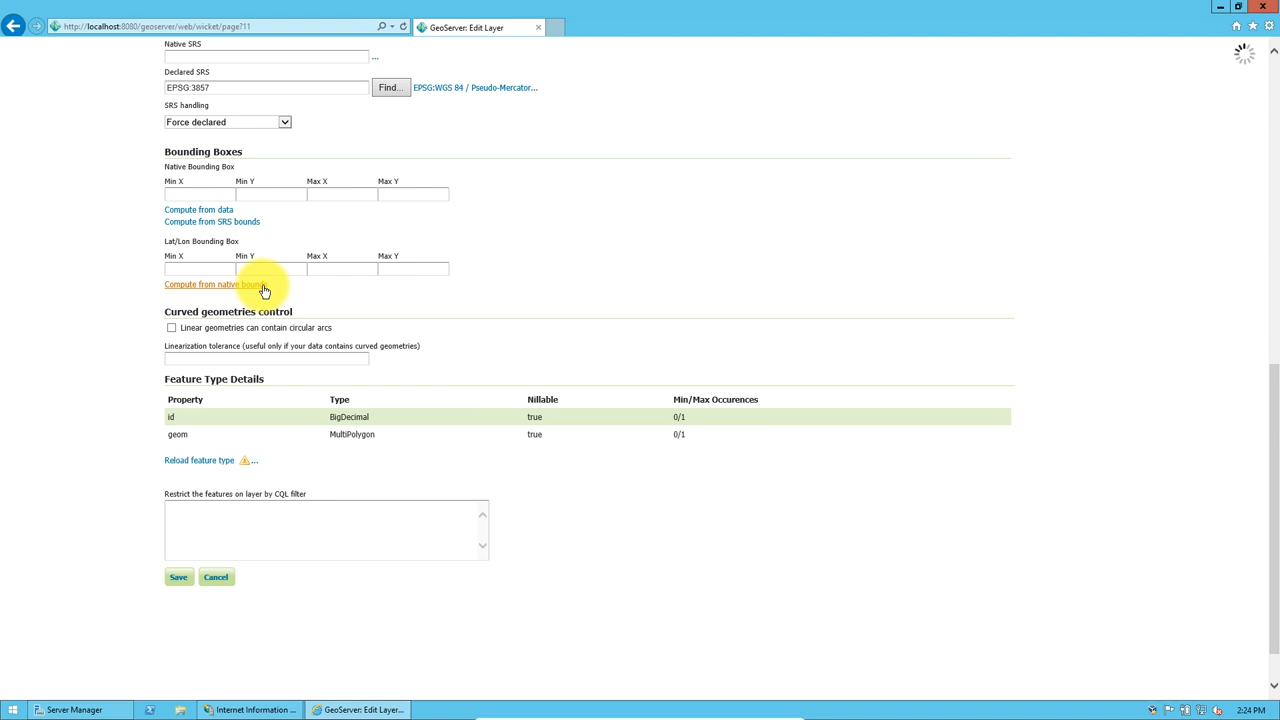 http://localhost:8080/geoserver/web/wicket/page?11
GeoServer: Edit Layer
Native SRS
...
Declared SRS
EPSG:3857
Find...
EPSG:WGS 84 / Pseudo-Mercator...
SRS handling
Force declared
Bounding Boxes
Native Bounding Box
Min X Min Y Max X Max Y
Compute from data
Compute from SRS bounds
Lat/Lon Bounding Box
Min X Min Y Max X Max Y
Compute from native bounds
Curved geometries control
Linear geometries can contain circular arcs
Linearization tolerance (useful only if your data contains curved geometries)
Feature Type Details
Property Type Nillable Min/Max Occurences
id BigDecimal true 0/1
geom MultiPolygon true 0/1
Reload feature type ...
Restrict the features on layer by CQL filter
Save Cancel
Server Manager
Internet Information ...
GeoServer: Edit Layer...
2:24 PM